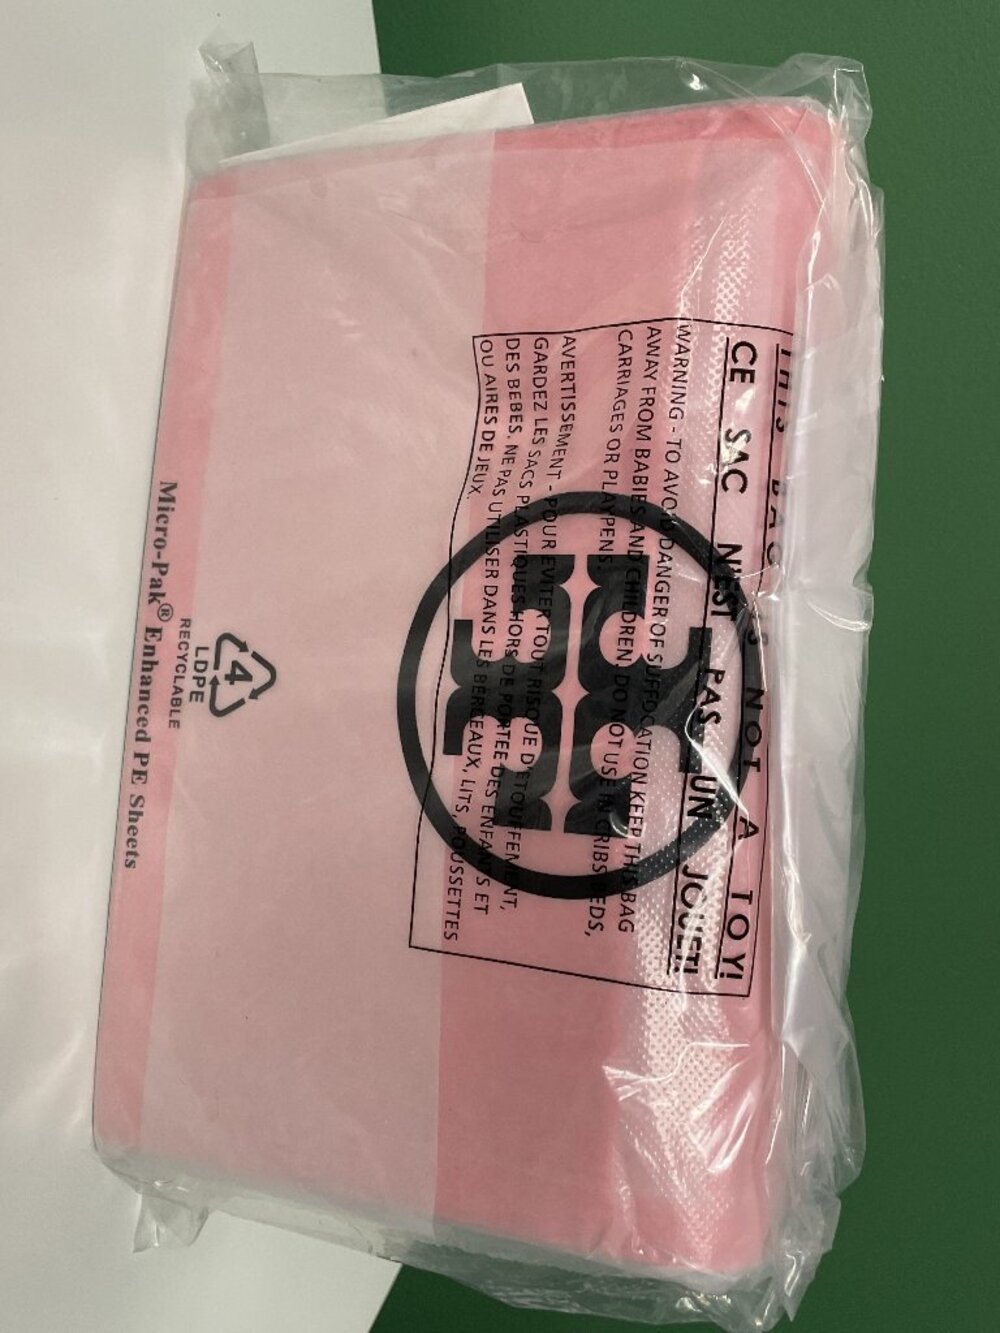 THIS BAG IS NOT A TOY!
CE SAC N'EST PAS UN JOUET!
WARNING - TO AVOID DANGER OF SUFFOCATION KEEP THIS BAG
AWAY FROM BABIES AND CHILDREN. DO NOT USE IN CRIBS, BEDS,
CARRIAGES OR PLAYPENS.
AVERTISSEMENT - POUR EVITER TOUT RISQUE D'ETOUFFEMENT,
GARDEZ LES SACS PLASTIQUES HORS DE PORTEE DES ENFANTS ET
DES BEBES. NE PAS UTILISER DANS LES BERCEAUX, LITS, POUSSETTES
OU AIRES DE JEUX.
4
LDPE
RECYCLABLE
Micro-Pak® Enhanced PE Sheets